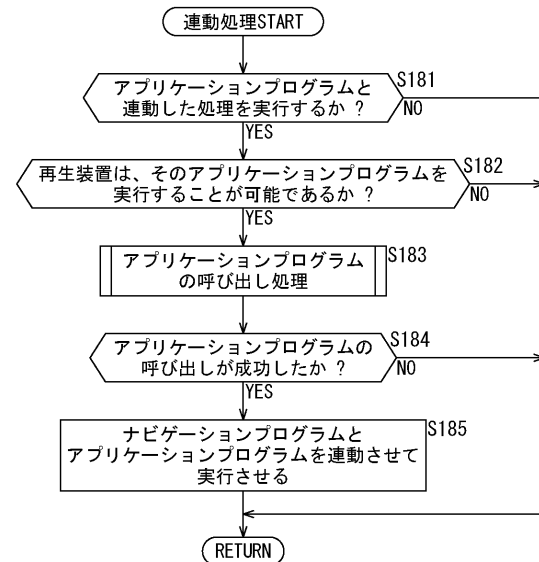 連動処理START
アプリケーションプログラムと
連動した処理を実行するか ?
S181
NO
YES
再生装置は、そのアプリケーションプログラムを
実行することが可能であるか ?
S182
NO
YES
アプリケーションプログラム
の呼び出し処理
S183
アプリケーションプログラムの
呼び出しが成功したか ?
S184
NO
YES
ナビゲーションプログラムと
アプリケーションプログラムを連動させて
実行させる
S185
RETURN